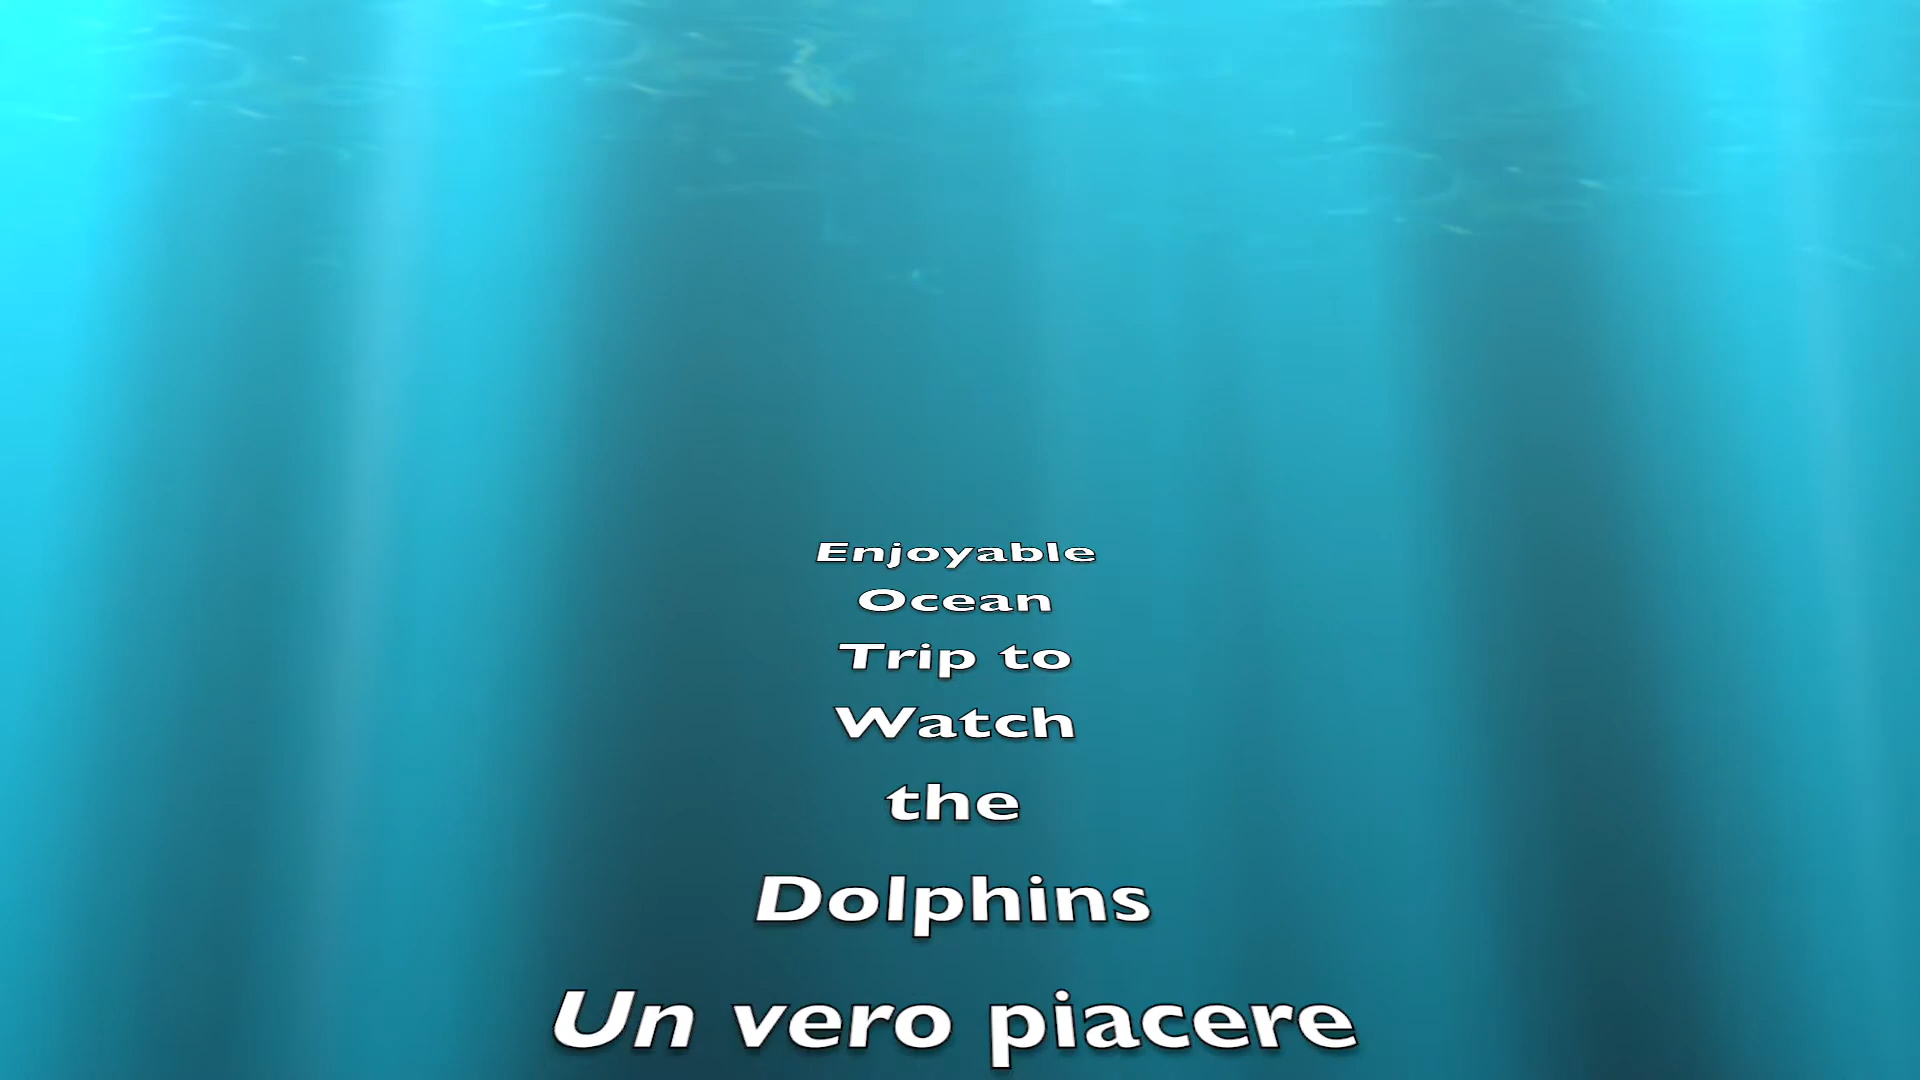 Enjoyable
Ocean
Trip to
Watch
the
Dolphins
Un vero piacere